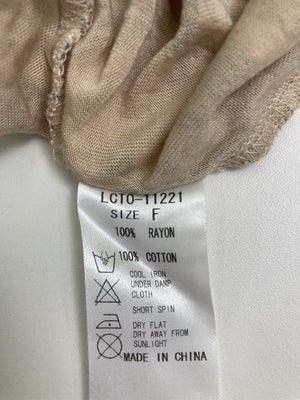 LCTO-11221
SIZE F
100% RAYON
100% COTTON
COOL IRON
UNDER DAMP
CLOTH
SHORT SPIN
DRY FLAT
DRY AWAY FROM
SUNLIGHT
MADE IN CHINA